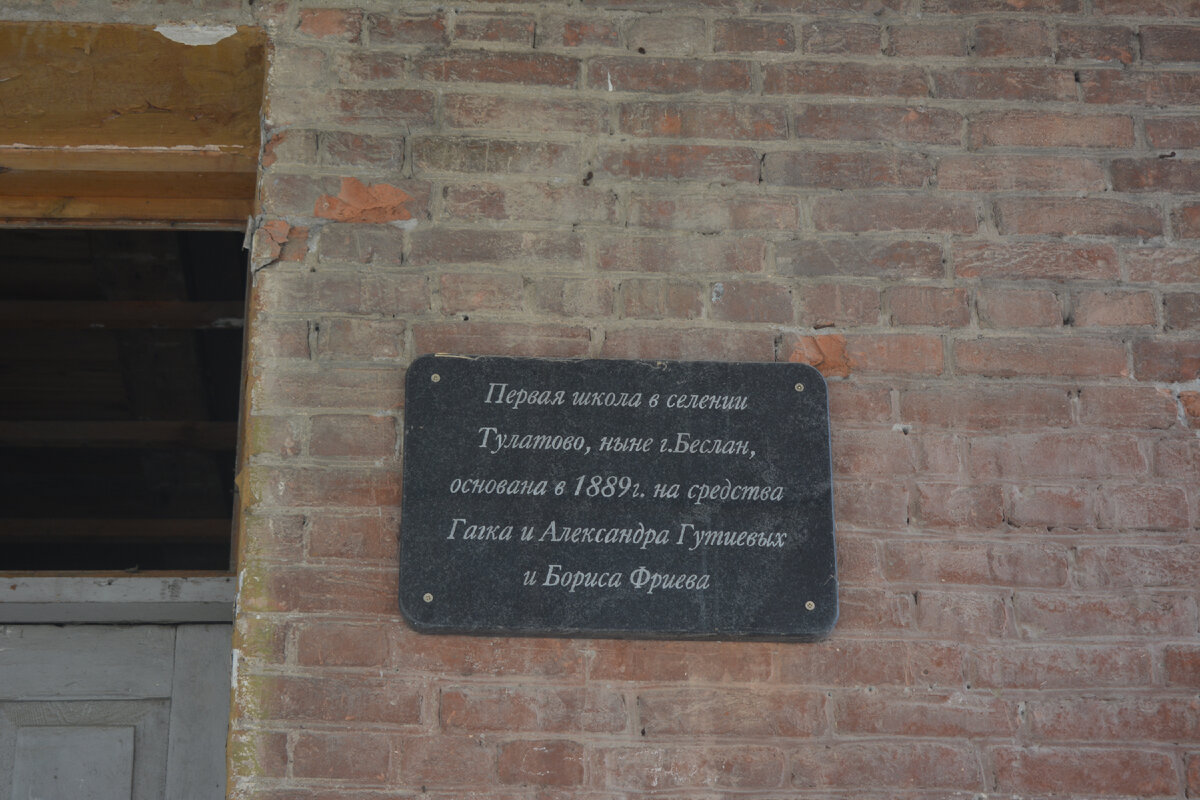 Первая школа в селении
Тулатово, ныне г.Беслан,
основана в 1889г. на средства
Гагка и Александра Гутиевых
и Бориса Фриева